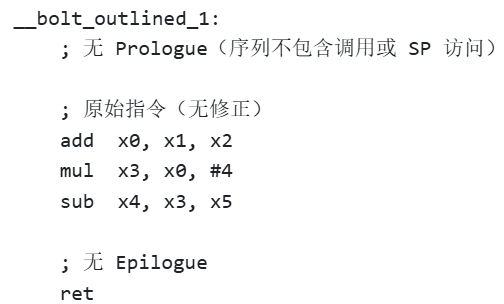 __bolt_outlined_1:
; 无 Prologue（序列不包含调用或 SP 访问）
; 原始指令（无修正）
add x0, x1, x2
mul x3, x0, #4
sub x4, x3, x5
; 无 Epilogue
ret